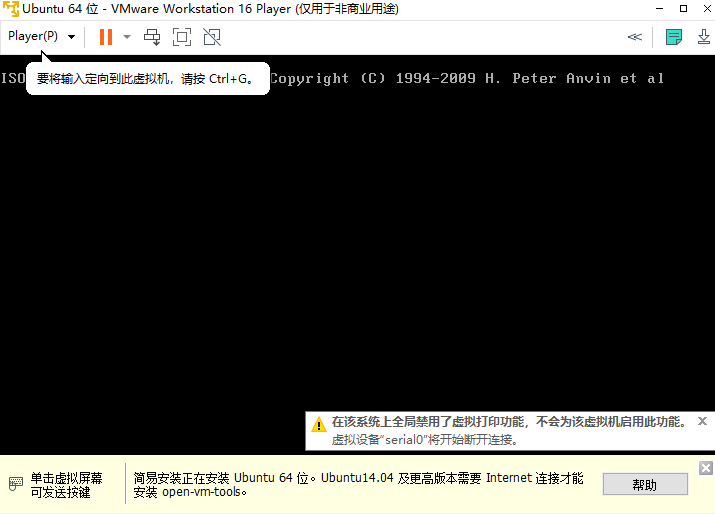 Ubuntu 64 位 - VMware Workstation 16 Player (仅用于非商业用途)
Player(P)
要将输入定向到此虚拟机，请按 Ctrl+G。
ISO
Copyright (C) 1994-2009 H. Peter Anvin et al
在该系统上全局禁用了虚拟打印功能，不会为该虚拟机启用此功能。
虚拟设备“serial0”将开始断开连接。
单击虚拟屏幕
可发送按键
简易安装正在安装 Ubuntu 64 位。Ubuntu14.04 及更高版本需要 Internet 连接才能
安装 open-vm-tools。
帮助